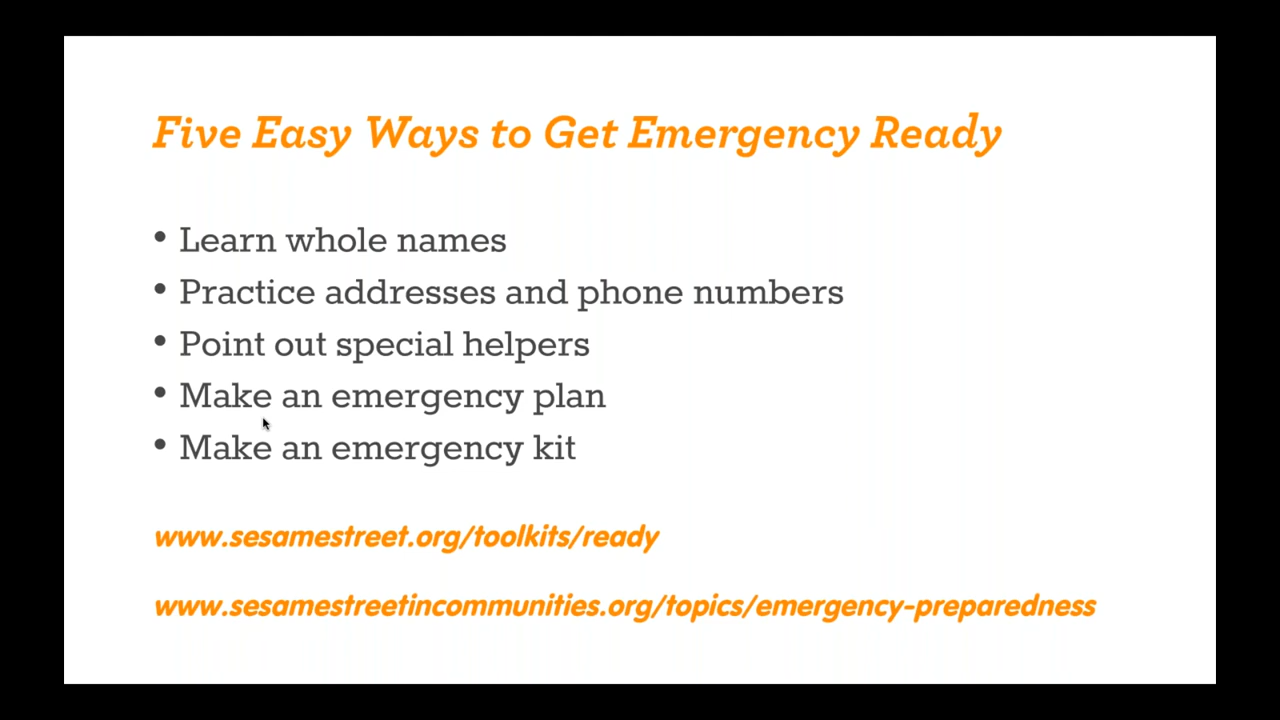 Five Easy Ways to Get Emergency Ready
• Learn whole names
• Practice addresses and phone numbers
• Point out special helpers
• Make an emergency plan
• Make an emergency kit
www.sesamestreet.org/toolkits/ready
www.sesamestreetincommunities.org/topics/emergency-preparedness